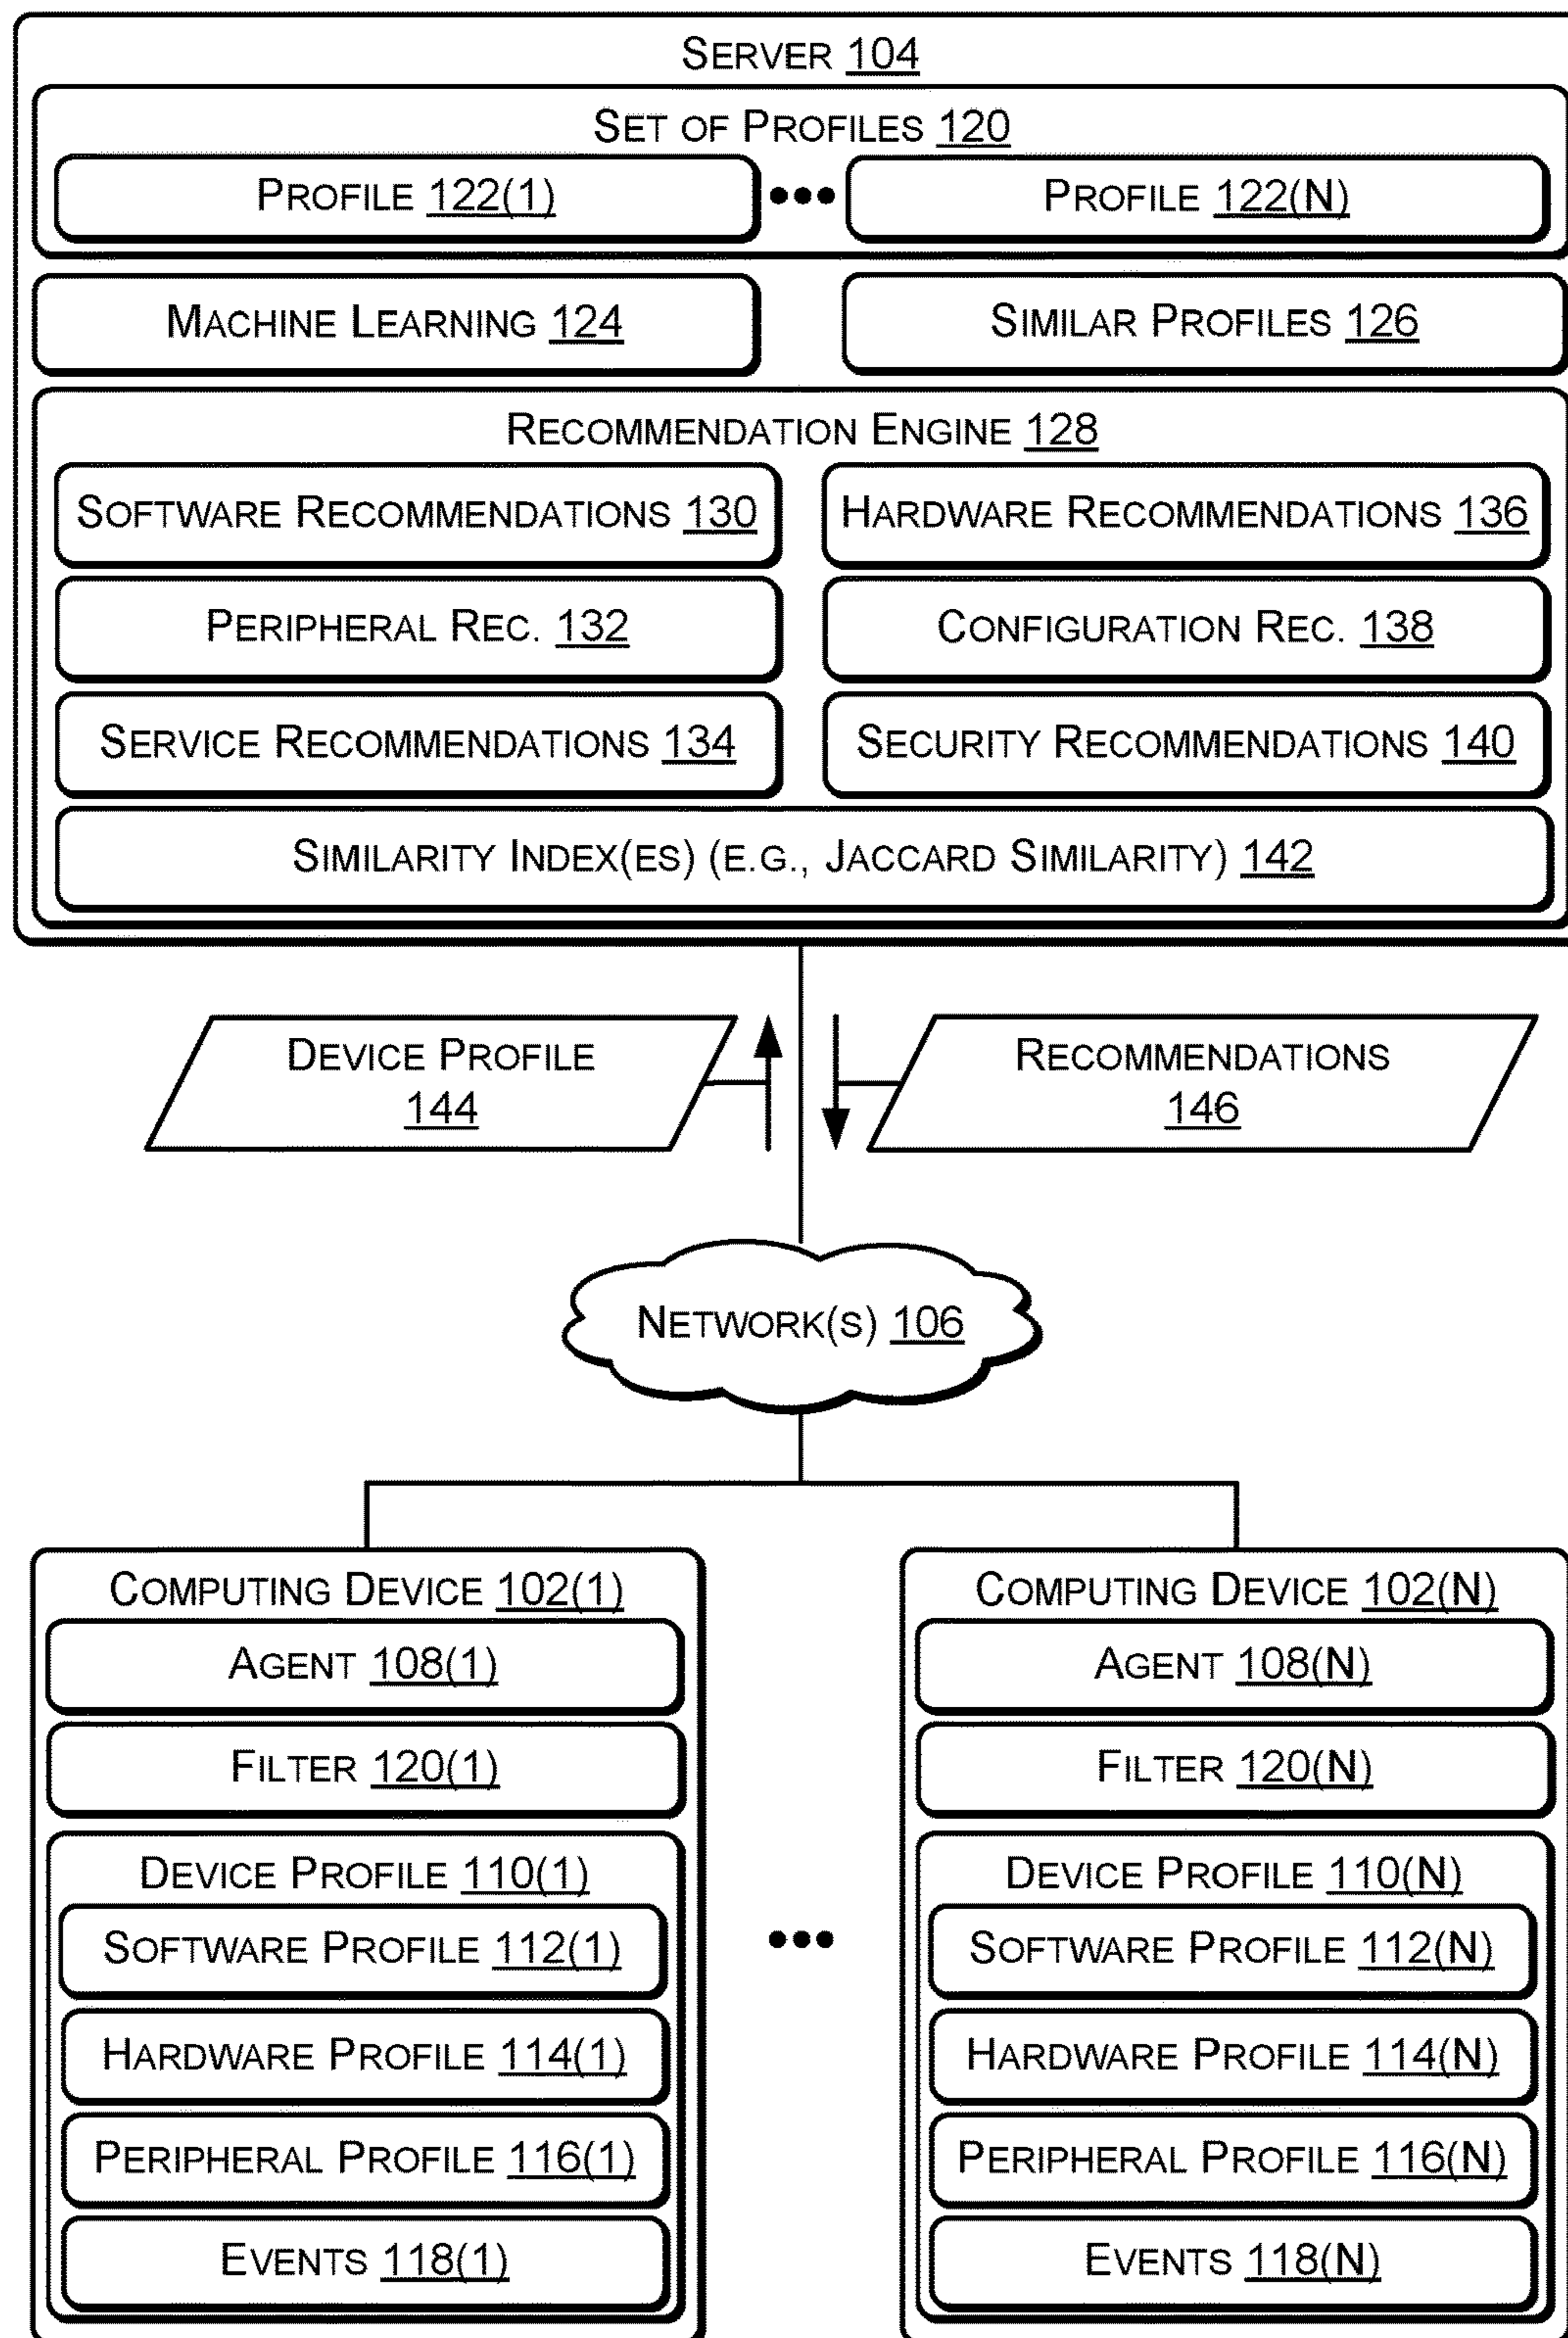 SERVER 104
SET OF PROFILES 120
PROFILE 122(1) ••• PROFILE 122(N)
MACHINE LEARNING 124
SIMILAR PROFILES 126
RECOMMENDATION ENGINE 128
SOFTWARE RECOMMENDATIONS 130
HARDWARE RECOMMENDATIONS 136
PERIPHERAL REC. 132
CONFIGURATION REC. 138
SERVICE RECOMMENDATIONS 134
SECURITY RECOMMENDATIONS 140
SIMILARITY INDEX(ES) (E.G., JACCARD SIMILARITY) 142
DEVICE PROFILE
144
RECOMMENDATIONS
146
NETWORK(S) 106
COMPUTING DEVICE 102(1)
AGENT 108(1)
FILTER 120(1)
DEVICE PROFILE 110(1)
SOFTWARE PROFILE 112(1)
HARDWARE PROFILE 114(1)
PERIPHERAL PROFILE 116(1)
EVENTS 118(1)
•••
COMPUTING DEVICE 102(N)
AGENT 108(N)
FILTER 120(N)
DEVICE PROFILE 110(N)
SOFTWARE PROFILE 112(N)
HARDWARE PROFILE 114(N)
PERIPHERAL PROFILE 116(N)
EVENTS 118(N)